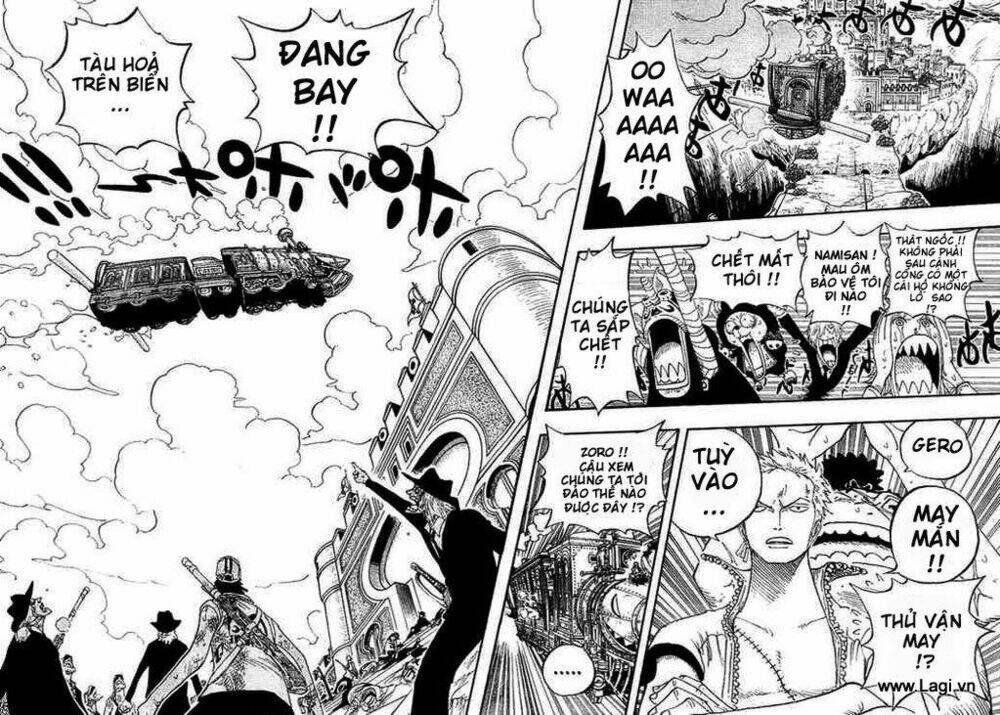 OO
WAA
AAAAA
AAA
!!
THẬT NGỐC !!
KHÔNG PHẢI
SAU CÁNH
CỔNG CÓ MỘT
CÁI HỐ KHỔNG
LỒ SAO
!?
NAMISAN !
MAU ÔM
BẢO VỆ TÔI
ĐI NÀO
!!
CHẾT MẤT
THÔI !!
CHÚNG
TA SẮP
CHẾT
!!
GERO
MAY
MẮN
!!
THỬ VẬN
MAY
!?
TUỲ
VÀO
...
ZORO !!
CẬU XEM
CHÚNG TA TỚI
ĐẢO THẾ NÀO
ĐƯỢC ĐÂY !?
.....
ĐANG
BAY
!!
TÀU HOẢ
TRÊN BIỂN
...
www.Lagi.vn